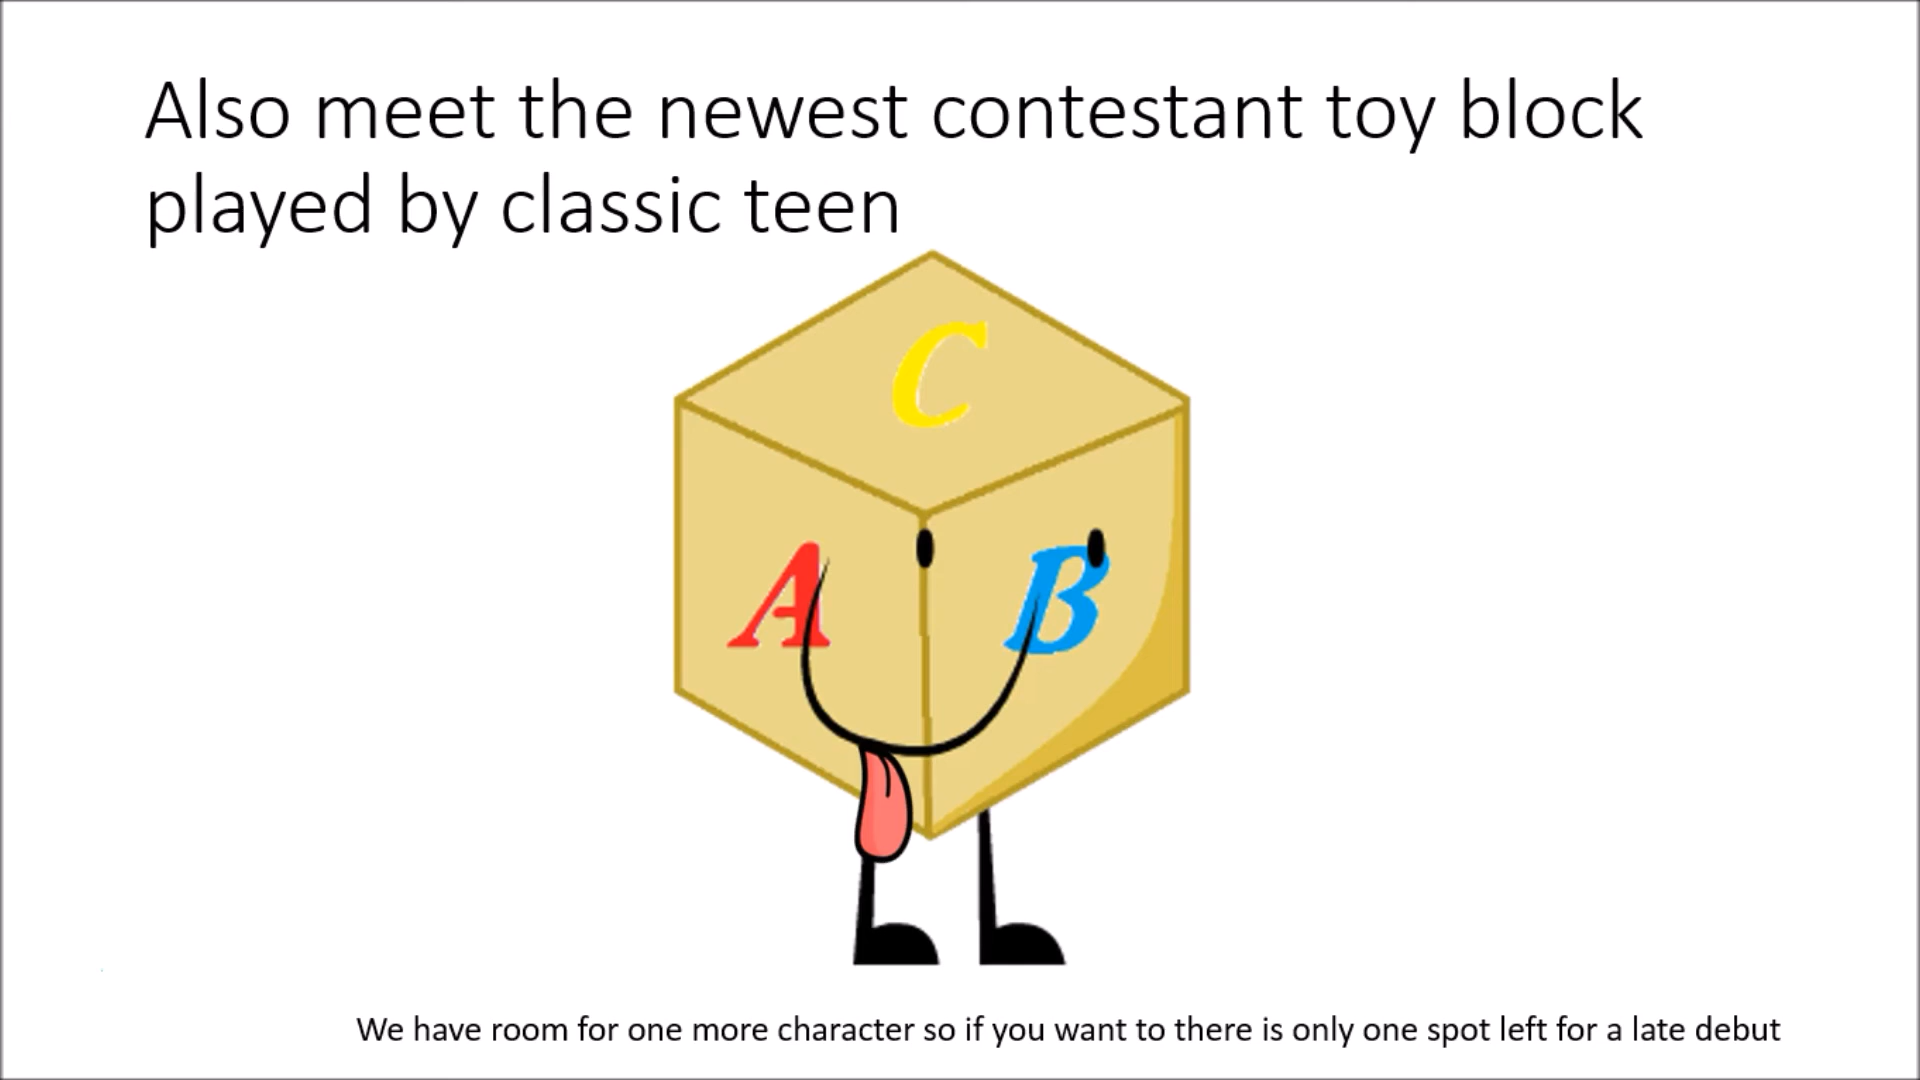 Also meet the newest contestant toy block
played by classic teen
C
A
B
We have room for one more character so if you want to there is only one spot left for a late debut